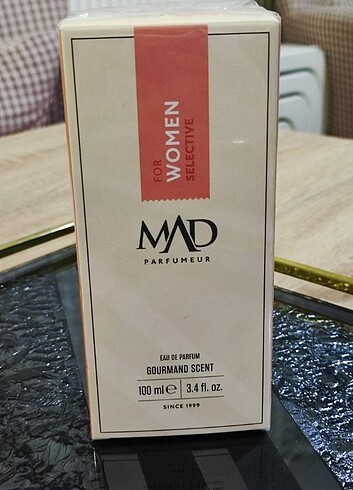 FOR
WOMEN
SELECTIVE
MAD
PARFUMEUR
EAU DE PARFUM
GOURMAND SCENT
100 ml ℮ 3.4 fl. oz.
SINCE 1999